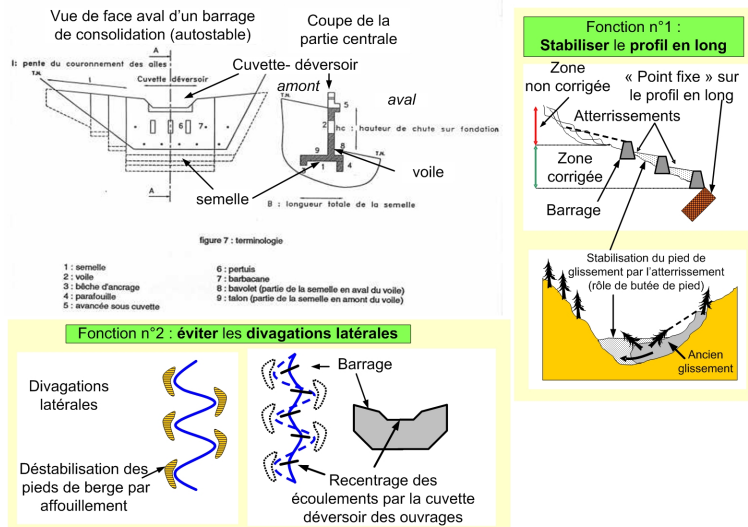 Vue de face aval d'un barrage
de consolidation (autostable)
Coupe de la
partie centrale
A
I: pente du couronnement des ailes
Cuvette déversoir
Cuvette- déversoir
amont
aval
T.N.
I
T.N.
5
2
hc : hauteur de chute sur fondation
6
7
8
9
T.N.
3
1
4
voile
semelle
A
B : longueur totale de la semelle
figure 7 : terminologie
1 : semelle
2 : voile
3 : bêche d'ancrage
4 : parafouille
5 : avancée sous cuvette
6 : pertuis
7 : barbacane
8 : bavolet (partie de la semelle en aval du voile)
9 : talon (partie de la semelle en amont du voile)
Fonction n°1 :
Stabiliser le profil en long
Zone
non corrigée
« Point fixe » sur
le profil en long
Atterrissements
Zone
corrigée
Barrage
Stabilisation du pied de
glissement par l'atterrissement
(rôle de butée de pied)
Ancien
glissement
Fonction n°2 : éviter les divagations latérales
Divagations
latérales
Déstabilisation des
pieds de berge par
affouillement
Barrage
Recentrage des
écoulements par la cuvette
déversoir des ouvrages